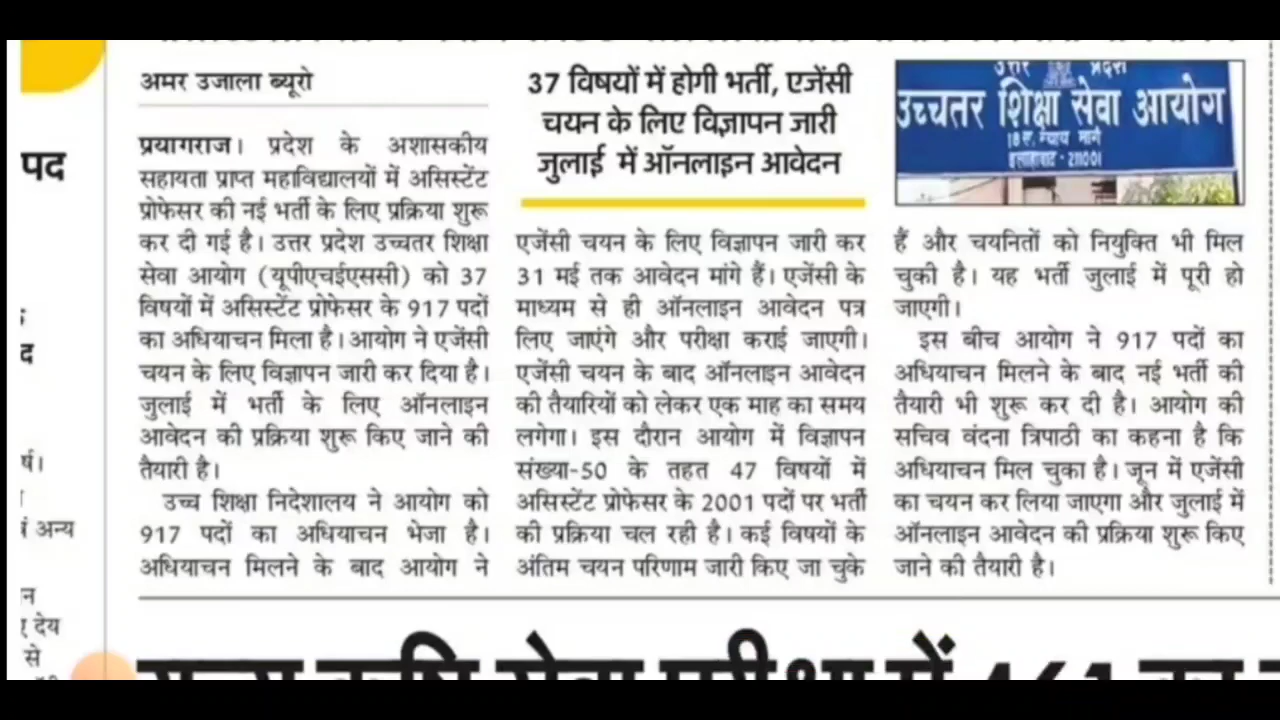 पद
द
र्ष।
अन्य
न
देय
से
अमर उजाला ब्यूरो
प्रयागराज। प्रदेश के अशासकीय
सहायता प्राप्त महाविद्यालयों में असिस्टेंट
प्रोफेसर की नई भर्ती के लिए प्रक्रिया शुरू
कर दी गई है। उत्तर प्रदेश उच्चतर शिक्षा
सेवा आयोग (यूपीएचईएससी) को 37
विषयों में असिस्टेंट प्रोफेसर के 917 पदों
का अधियाचन मिला है। आयोग ने एजेंसी
चयन के लिए विज्ञापन जारी कर दिया है।
जुलाई में भर्ती के लिए ऑनलाइन
आवेदन की प्रक्रिया शुरू किए जाने की
तैयारी है।
उच्च शिक्षा निदेशालय ने आयोग को
917 पदों का अधियाचन भेजा है।
अधियाचन मिलने के बाद आयोग ने
37 विषयों में होगी भर्ती, एजेंसी
चयन के लिए विज्ञापन जारी
जुलाई में ऑनलाइन आवेदन
एजेंसी चयन के लिए विज्ञापन जारी कर
31 मई तक आवेदन मांगे हैं। एजेंसी के
माध्यम से ही ऑनलाइन आवेदन पत्र
लिए जाएंगे और परीक्षा कराई जाएगी।
एजेंसी चयन के बाद ऑनलाइन आवेदन
की तैयारियों को लेकर एक माह का समय
लगेगा। इस दौरान आयोग में विज्ञापन
संख्या-50 के तहत 47 विषयों में
असिस्टेंट प्रोफेसर के 2001 पदों पर भर्ती
की प्रक्रिया चल रही है। कई विषयों के
अंतिम चयन परिणाम जारी किए जा चुके
उत्तर प्रदेश
उच्चतर शिक्षा सेवा आयोग
18ए, न्याय मार्ग
इलाहाबाद - 211001
हैं और चयनितों को नियुक्ति भी मिल
चुकी है। यह भर्ती जुलाई में पूरी हो
जाएगी।
इस बीच आयोग ने 917 पदों का
अधियाचन मिलने के बाद नई भर्ती की
तैयारी भी शुरू कर दी है। आयोग की
सचिव वंदना त्रिपाठी का कहना है कि
अधियाचन मिल चुका है। जून में एजेंसी
का चयन कर लिया जाएगा और जुलाई में
ऑनलाइन आवेदन की प्रक्रिया शुरू किए
जाने की तैयारी है।
कृषि सेवा परीक्षा में 461